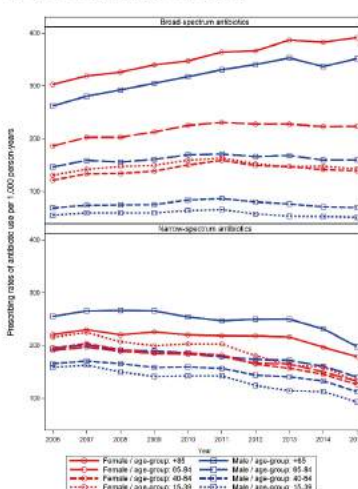 Broad spectrum antibiotics
400
300
200
100
Narrow-spectrum antibiotics
400
300
200
100
Prescribing rates of antibiotic use per 1,000 person years
2007 2008 2009 2010 2011 2012 2013 2014
Year
Female / age-group: +85 Male / age-group: +85
Female / age-group: 65-84 Male / age-group: 65-84
Female / age-group: 40-64 Male / age-group: 40-64
Female / age-group: 15-39 Male / age-group: 15-39